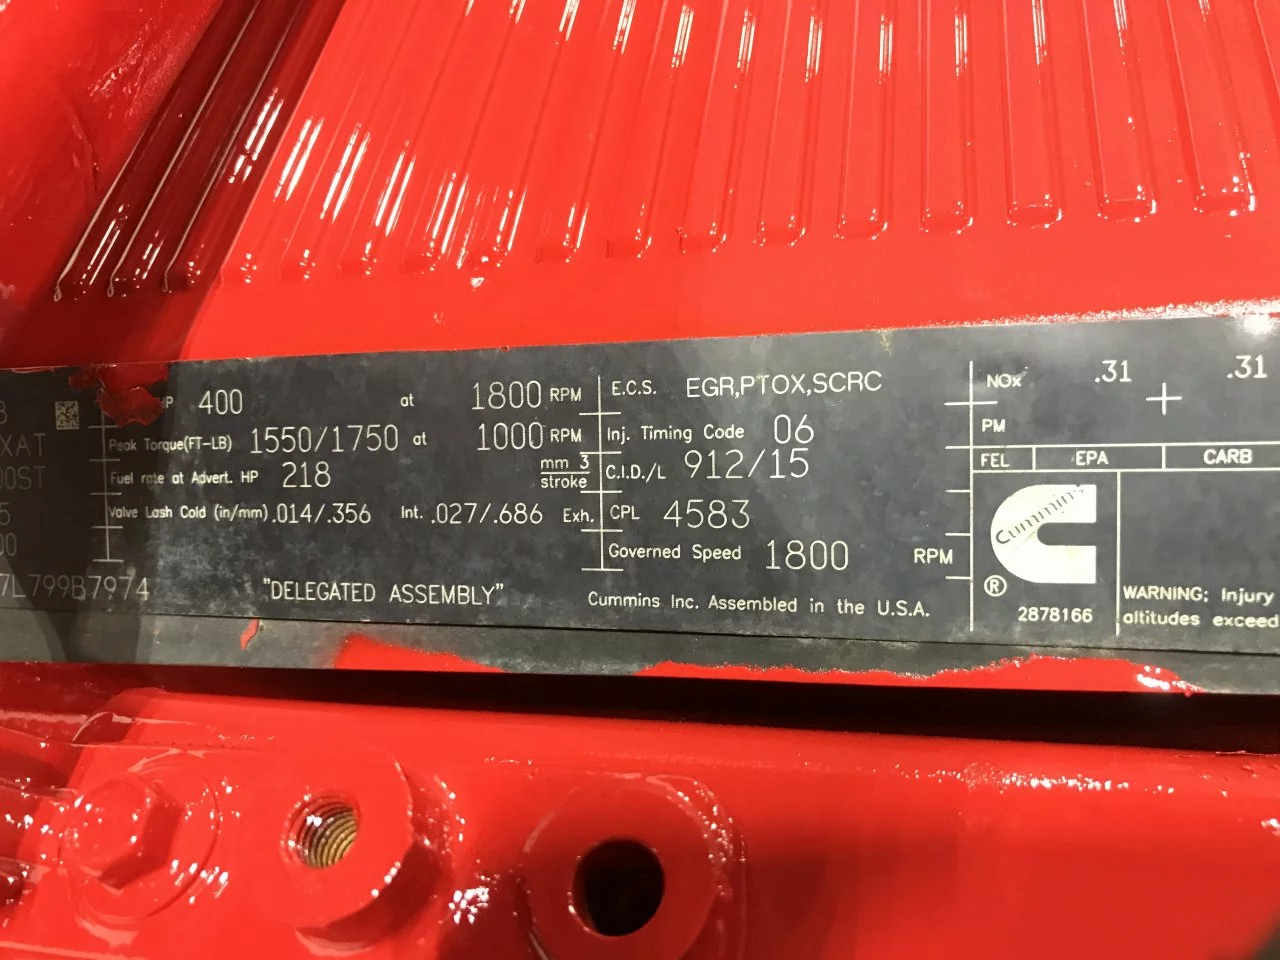 400 at 1800 RPM
Peak Torque(FT-LB) 1550/1750 at 1000 RPM
Fuel rate at Advert. HP 218 mm 3 stroke
Valve Lash Cold (in/mm) .014/.356 Int. .027/.686 Exh.
7L799B7974
"DELEGATED ASSEMBLY"
E.C.S. EGR,PTOX,SCRC
Inj. Timing Code 06
C.I.D./L 912/15
CPL 4583
Governed Speed 1800 RPM
Cummins Inc. Assembled in the U.S.A.
NOx .31 .31
PM
FEL EPA CARB
Cummins
®
2878166
WARNING: Injury
altitudes exceed